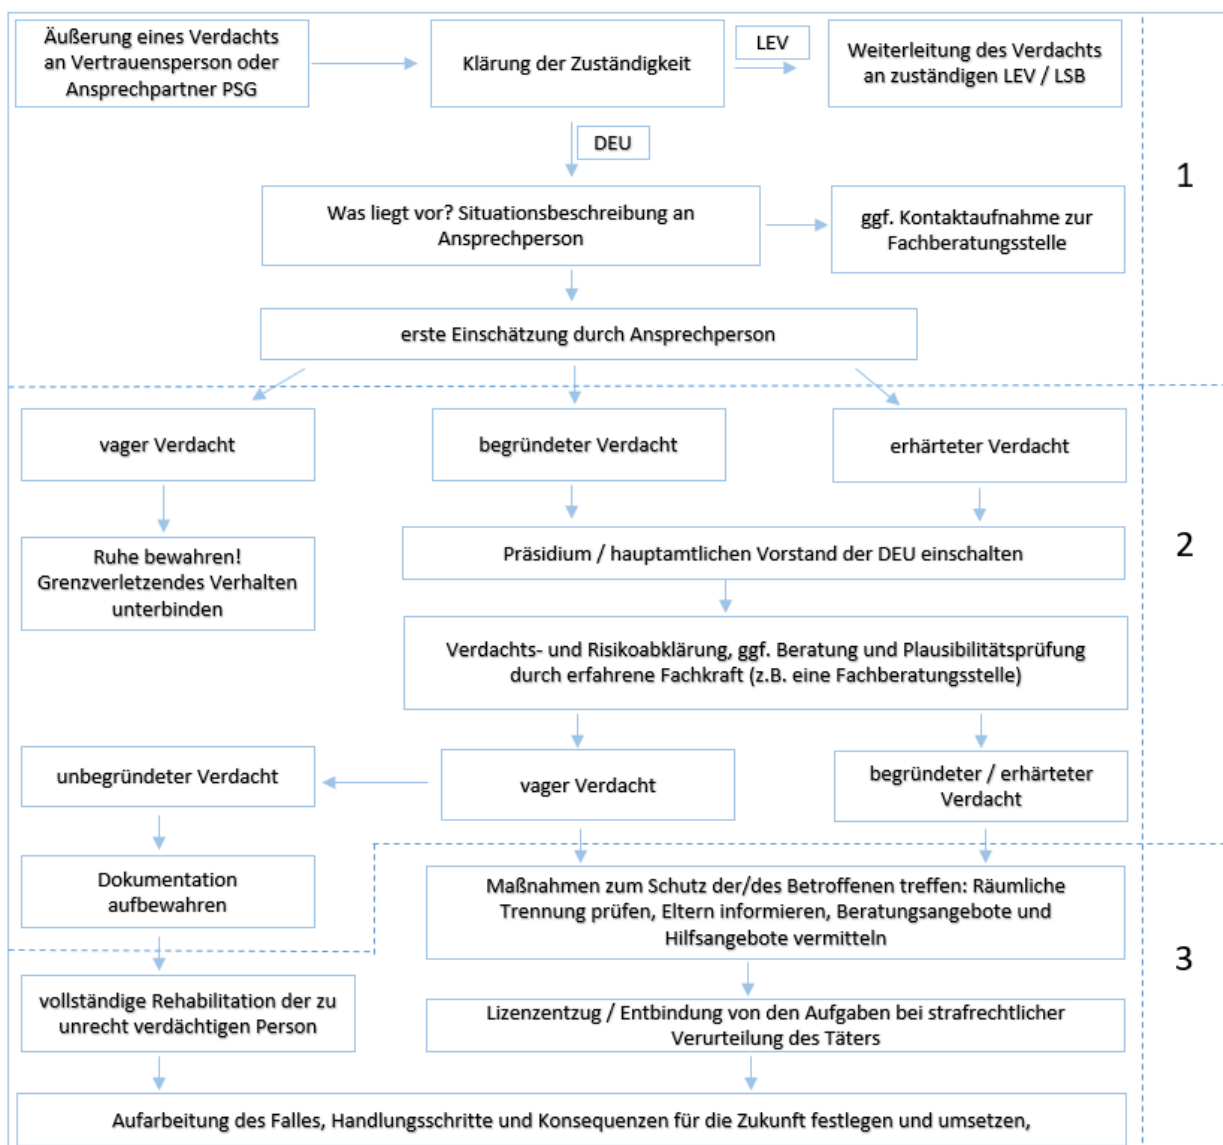 Äußerung eines Verdachts
an Vertrauensperson oder
Ansprechpartner PSG
Klärung der Zuständigkeit
LEV
Weiterleitung des Verdachts
an zuständigen LEV / LSB
DEU
1
Was liegt vor? Situationsbeschreibung an
Ansprechperson
ggf. Kontaktaufnahme zur
Fachberatungsstelle
erste Einschätzung durch Ansprechperson
vager Verdacht
begründeter Verdacht
erhärteter Verdacht
2
Ruhe bewahren!
Grenzverletzendes Verhalten
unterbinden
Präsidium / hauptamtlichen Vorstand der DEU einschalten
Verdachts- und Risikoabklärung, ggf. Beratung und Plausibilitätsprüfung
durch erfahrene Fachkraft (z.B. eine Fachberatungsstelle)
unbegründeter Verdacht
vager Verdacht
begründeter / erhärteter
Verdacht
Dokumentation
aufbewahren
Maßnahmen zum Schutz der/des Betroffenen treffen: Räumliche
Trennung prüfen, Eltern informieren, Beratungsangebote und
Hilfsangebote vermitteln
3
vollständige Rehabilitation der zu
unrecht verdächtigen Person
Lizenzentzug / Entbindung von den Aufgaben bei strafrechtlicher
Verurteilung des Täters
Aufarbeitung des Falles, Handlungsschritte und Konsequenzen für die Zukunft festlegen und umsetzen,